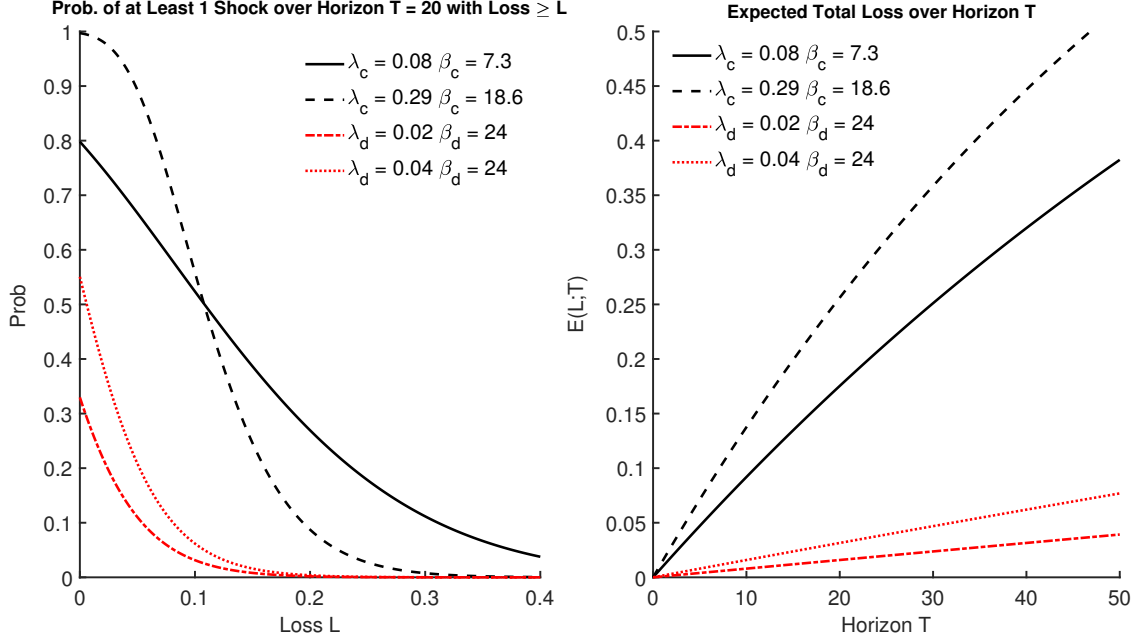 Prob. of at Least 1 Shock over Horizon T = 20 with Loss ≥ L
1
0.9
0.8
0.7
0.6
0.5
0.4
0.3
0.2
0.1
0
Prob
λc = 0.08 βc = 7.3
λc = 0.29 βc = 18.6
λd = 0.02 βd = 24
λd = 0.04 βd = 24
0 0.1 0.2 0.3 0.4
Loss L
Expected Total Loss over Horizon T
0.5
0.45
0.4
0.35
0.3
0.25
0.2
0.15
0.1
0.05
0
E(L;T)
λc = 0.08 βc = 7.3
λc = 0.29 βc = 18.6
λd = 0.02 βd = 24
λd = 0.04 βd = 24
0 10 20 30 40 50
Horizon T